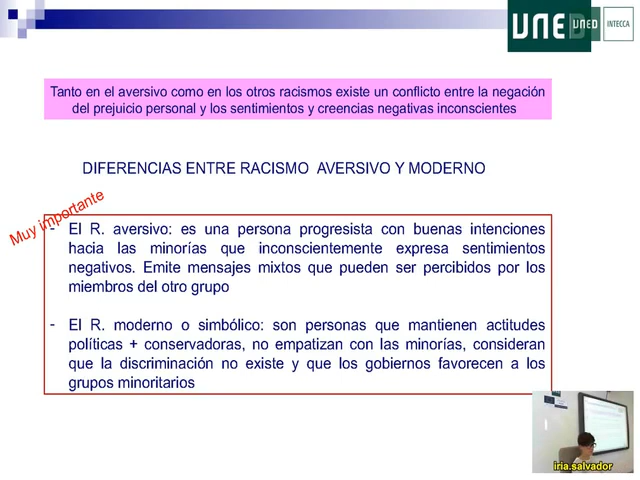 UNED
UNED
INTECCA
Tanto en el aversivo como en los otros racismos existe un conflicto entre la negación
del prejuicio personal y los sentimientos y creencias negativas inconscientes
DIFERENCIAS ENTRE RACISMO AVERSIVO Y MODERNO
Muy importante
- El R. aversivo: es una persona progresista con buenas intenciones
hacia las minorías que inconscientemente expresa sentimientos
negativos. Emite mensajes mixtos que pueden ser percibidos por los
miembros del otro grupo
- El R. moderno o simbólico: son personas que mantienen actitudes
políticas + conservadoras, no empatizan con las minorías, consideran
que la discriminación no existe y que los gobiernos favorecen a los
grupos minoritarios
iria.salvador